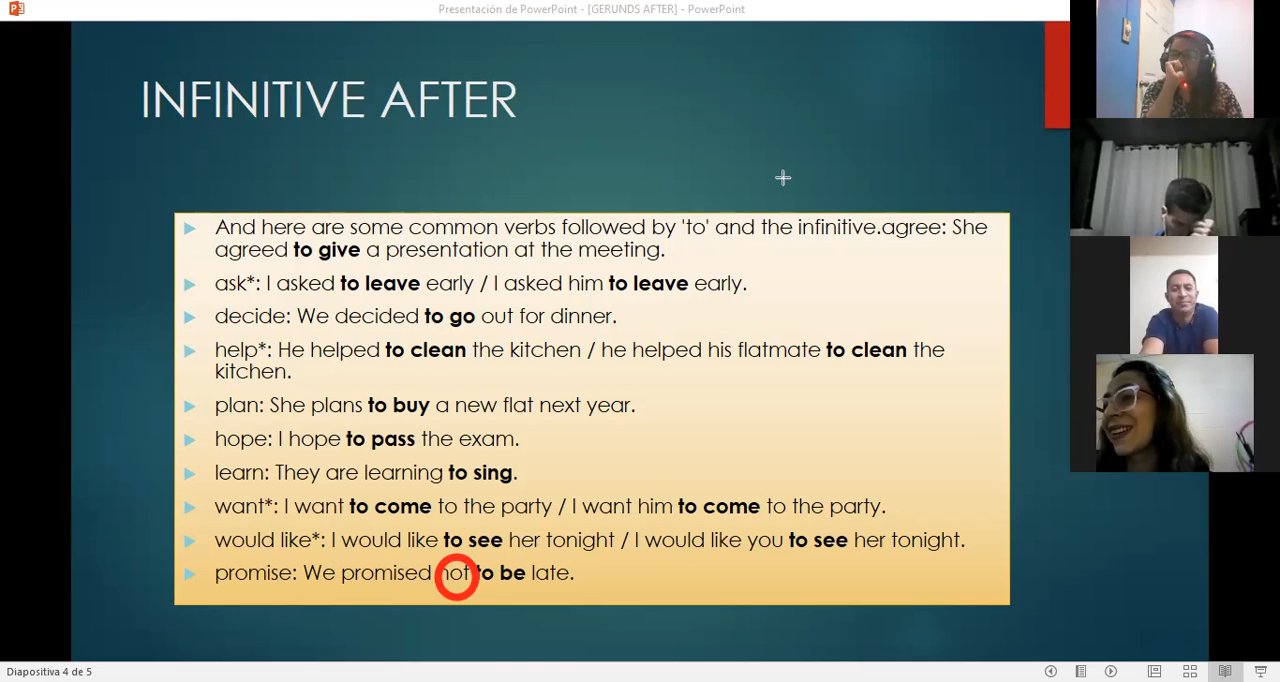 Presentación de PowerPoint - [GERUNDS AFTER] - PowerPoint
INFINITIVE AFTER
And here are some common verbs followed by 'to' and the infinitive.agree: She
agreed to give a presentation at the meeting.
ask*: I asked to leave early / I asked him to leave early.
decide: We decided to go out for dinner.
help*: He helped to clean the kitchen / he helped his flatmate to clean the
kitchen.
plan: She plans to buy a new flat next year.
hope: I hope to pass the exam.
learn: They are learning to sing.
want*: I want to come to the party / I want him to come to the party.
would like*: I would like to see her tonight / I would like you to see her tonight.
promise: We promised not to be late.
Diapositiva 4 de 5